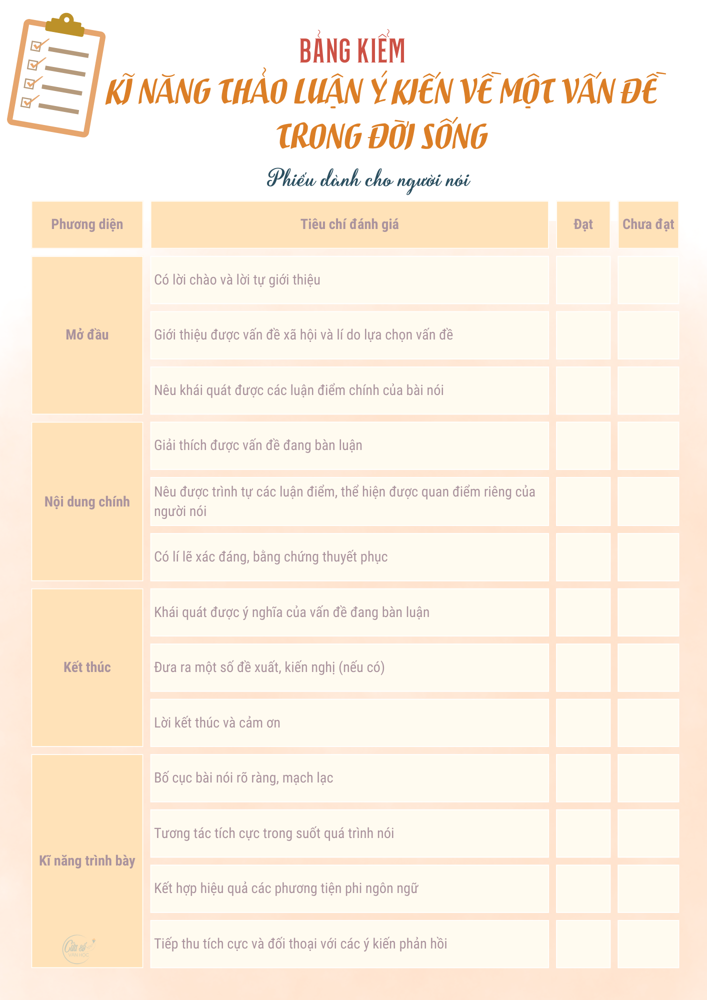 BẢNG KIỂM
KĨ NĂNG THẢO LUẬN Ý KIẾN VỀ MỘT VẤN ĐỀ
TRONG ĐỜI SỐNG
Phiếu dành cho người nói
Phương diện Tiêu chí đánh giá Đạt Chưa đạt
Mở đầu
Có lời chào và lời tự giới thiệu
Giới thiệu được vấn đề xã hội và lí do lựa chọn vấn đề
Nêu khái quát được các luận điểm chính của bài nói
Nội dung chính
Giải thích được vấn đề đang bàn luận
Nêu được trình tự các luận điểm, thể hiện được quan điểm riêng của
người nói
Có lí lẽ xác đáng, bằng chứng thuyết phục
Kết thúc
Khái quát được ý nghĩa của vấn đề đang bàn luận
Đưa ra một số đề xuất, kiến nghị (nếu có)
Lời kết thúc và cảm ơn
Kĩ năng trình bày
Bố cục bài nói rõ ràng, mạch lạc
Tương tác tích cực trong suốt quá trình nói
Kết hợp hiệu quả các phương tiện phi ngôn ngữ
Tiếp thu tích cực và đối thoại với các ý kiến phản hồi
Cửa sổ
VĂN HỌC